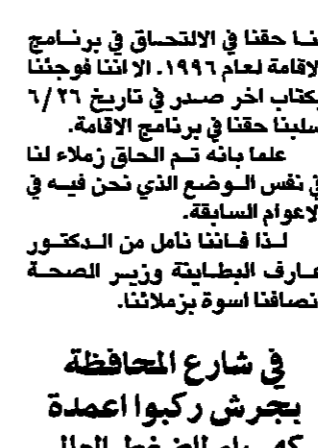 لنا حقنا في الالتحاق في برنامج
الاقامة لعام ١٩٩٦. الا اننا فوجئنا
بكتاب اخر صدر في تاريخ ٦/٢٦
سلبنا حقنا في برنامج الاقامة.
علما بانه تم الحاق زملاء لنا
في نفس الوضع الذي نحن فيه في
الاعوام السابقة.
لذا فاننا نامل من الدكتور
عارف البطاينة وزير الصحة
انصافنا اسوة بزملائنا.
في شارع المحافظة
بجرش ركبوا اعمدة